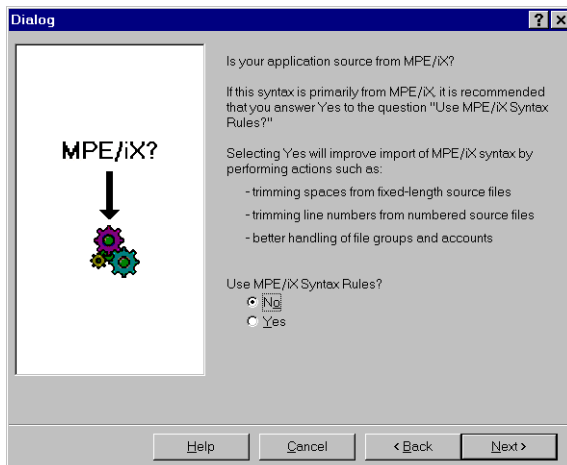 Dialog
Is your application source from MPE/iX?
If this syntax is primarily from MPE/iX, it is recommended
that you answer Yes to the question "Use MPE/iX Syntax
Rules?"
MPE/iX?
Selecting Yes will improve import of MPE/iX syntax by
performing actions such as:
- trimming spaces from fixed-length source files
- trimming line numbers from numbered source files
- better handling of file groups and accounts
Use MPE/iX Syntax Rules?
No
Yes
Help
Cancel
< Back
Next >